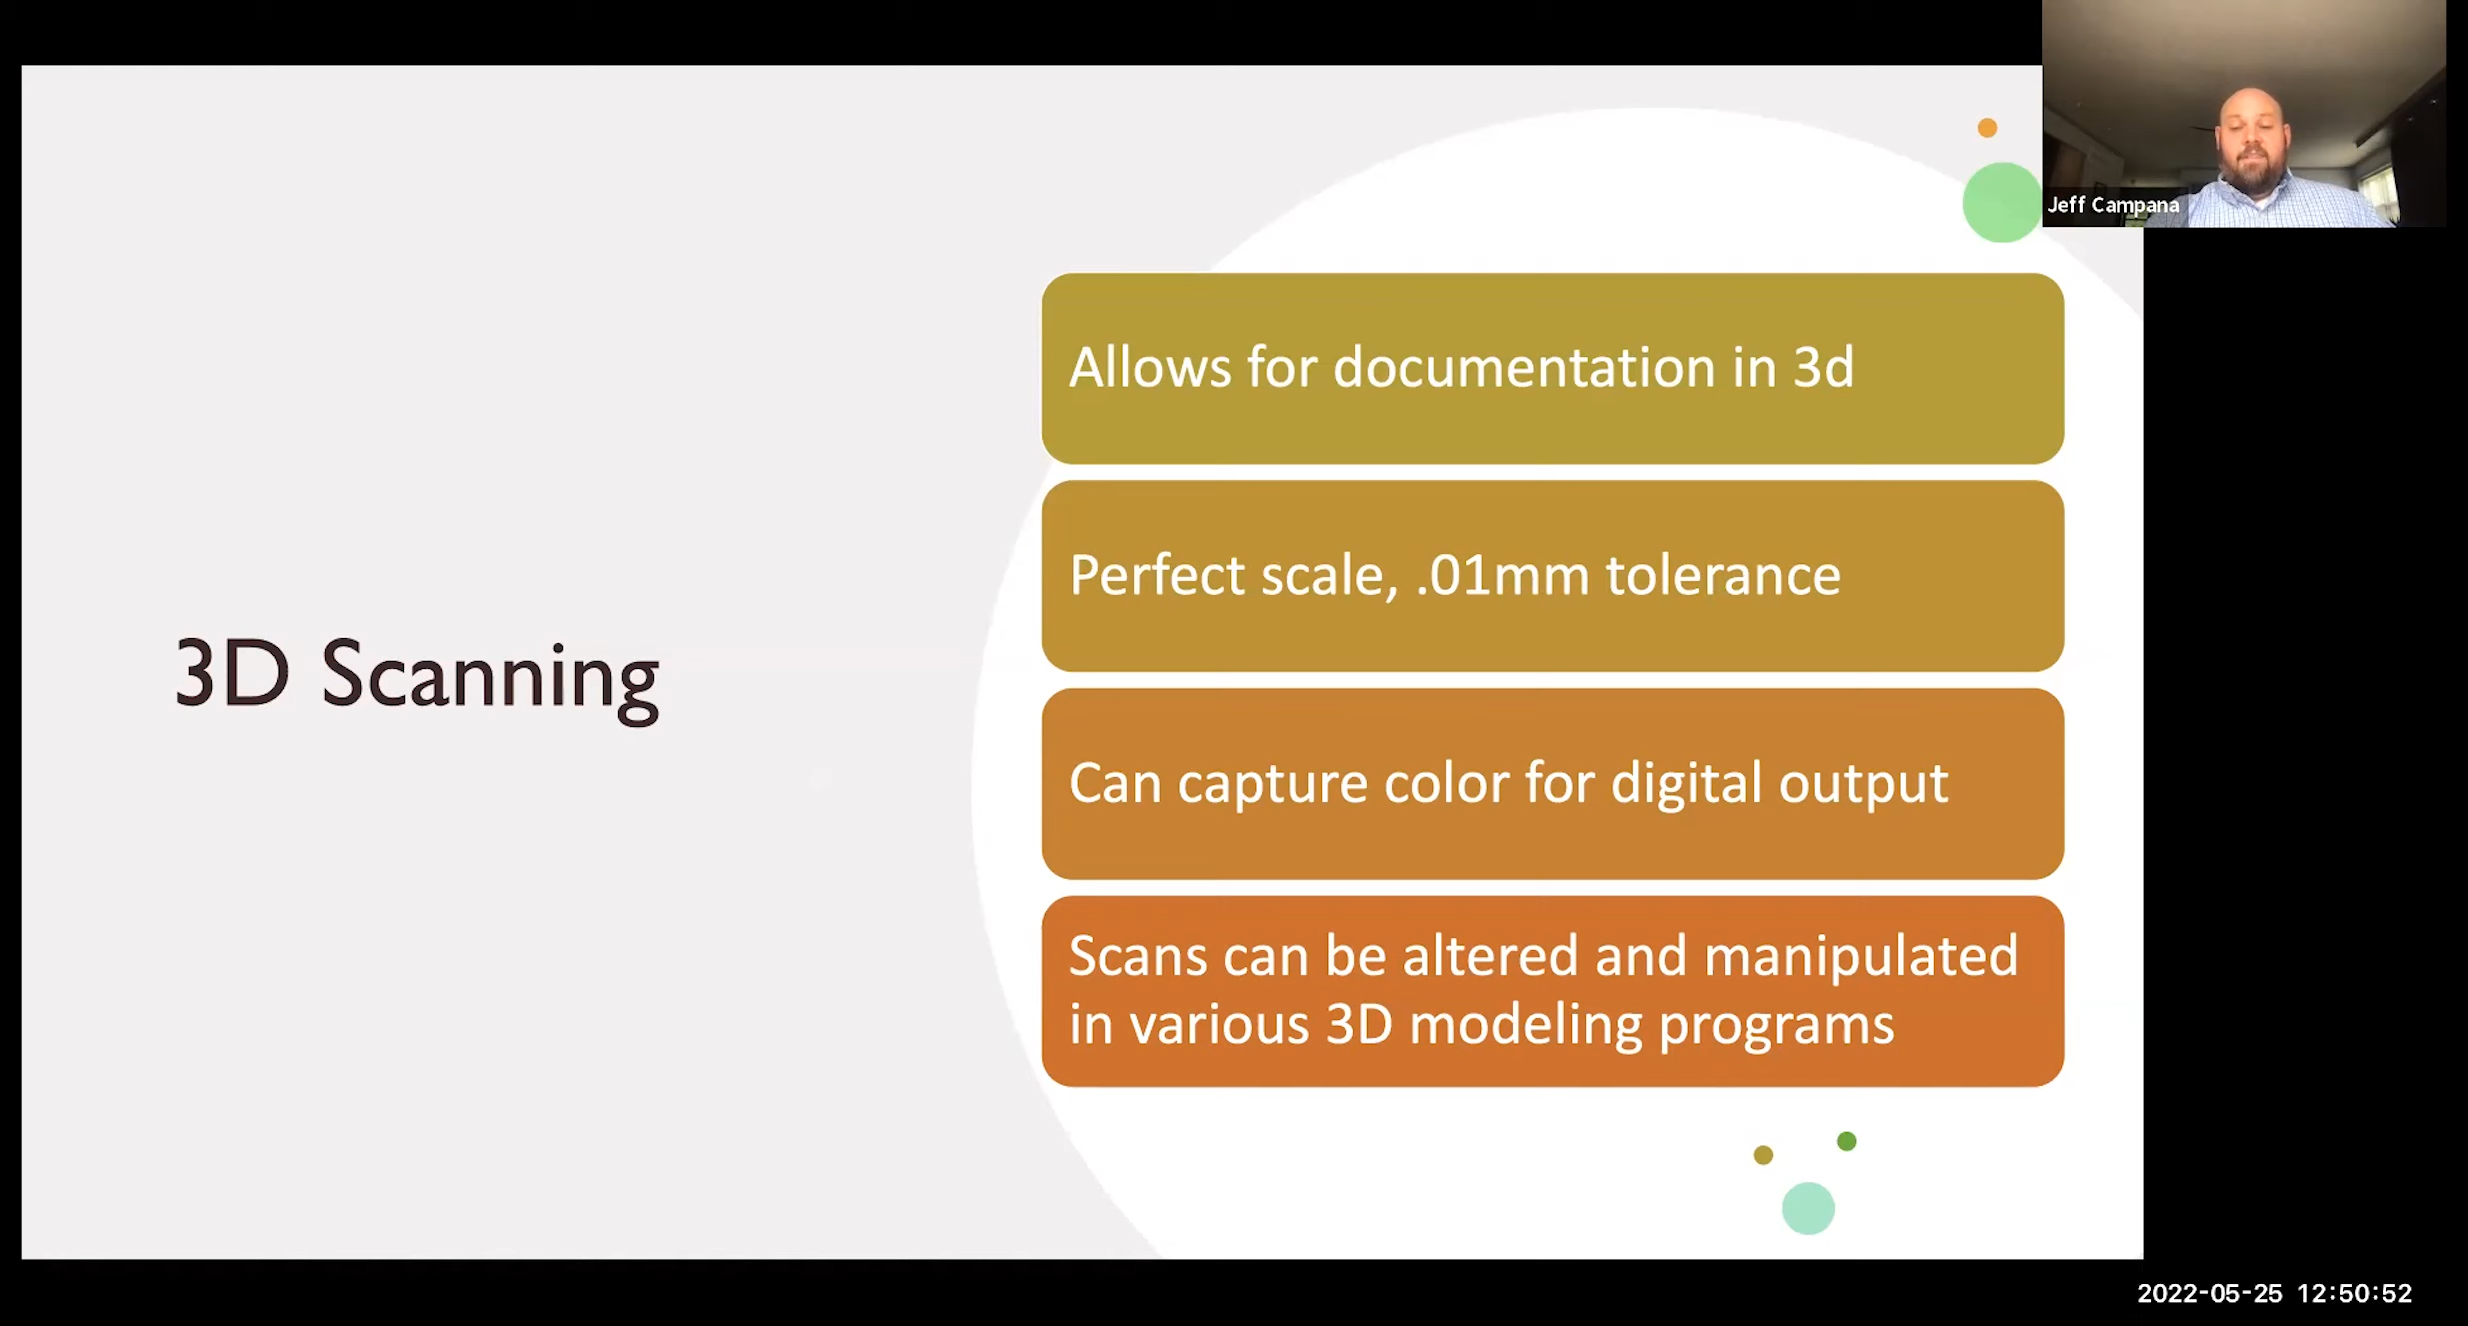 Jeff Campana
3D Scanning
Allows for documentation in 3d
Perfect scale, .01mm tolerance
Can capture color for digital output
Scans can be altered and manipulated
in various 3D modeling programs
2022-05-25 12:50:52